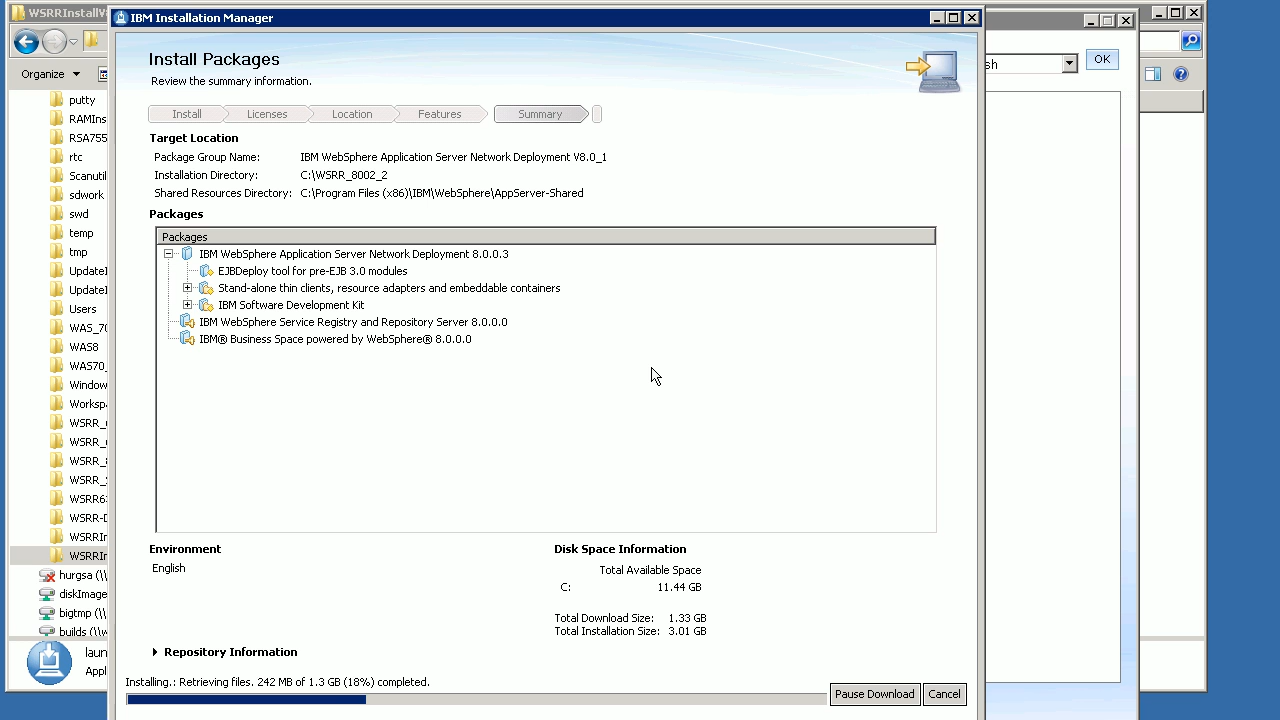 WSRRInstallV
IBM Installation Manager
Organize
putty
RAMIns
RSA755
rtc
Scanutil
sdwork
swd
temp
tmp
UpdateI
UpdateI
Users
WAS_70
WAS8
WAS70_
Window
Worksp
WSRR_
WSRR_
WSRR_
WSRR_
WSRR6
WSRR-D
WSRRIn
WSRRIn
hurgsa (\\
diskImage
bigtmp (\\
builds (\\w
laun
Appl
Install Packages
Review the summary information.
Install
Licenses
Location
Features
Summary
Target Location
Package Group Name: IBM WebSphere Application Server Network Deployment V8.0_1
Installation Directory: C:\WSRR_8002_2
Shared Resources Directory: C:\Program Files (x86)\IBM\WebSphere\AppServer-Shared
Packages
Packages
IBM WebSphere Application Server Network Deployment 8.0.0.3
EJBDeploy tool for pre-EJB 3.0 modules
Stand-alone thin clients, resource adapters and embeddable containers
IBM Software Development Kit
IBM WebSphere Service Registry and Repository Server 8.0.0.0
IBM® Business Space powered by WebSphere® 8.0.0.0
Environment
English
Disk Space Information
Total Available Space
C: 11.44 GB
Total Download Size: 1.33 GB
Total Installation Size: 3.01 GB
Repository Information
Installing.: Retrieving files. 242 MB of 1.3 GB (18%) completed.
Pause Download
Cancel
sh
OK